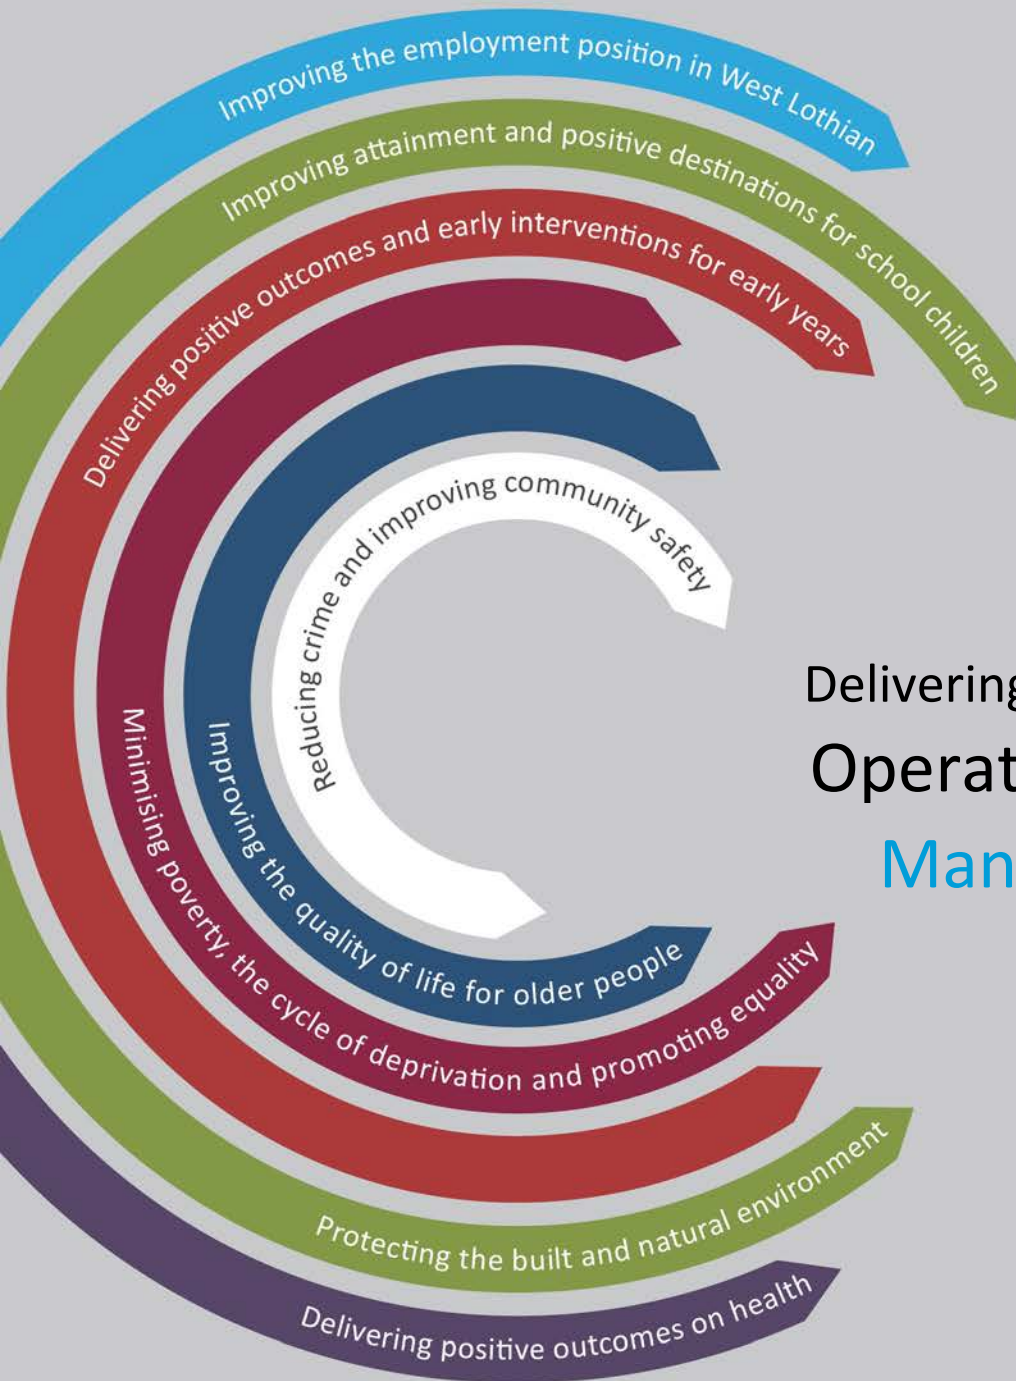 Improving the employment position in West Lothian
Improving attainment and positive destinations for school children
Delivering positive outcomes and early interventions for early years
Reducing crime and improving community safety
Delivering
Operat
Man
Improving the quality of life for older people
Minimising poverty, the cycle of deprivation and promoting equality
Protecting the built and natural environment
Delivering positive outcomes on health